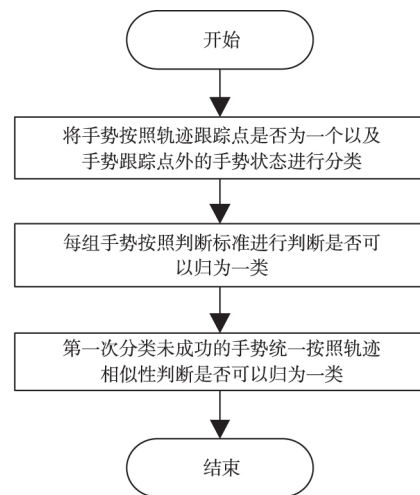 开始
将手势按照轨迹跟踪点是否为一个以及
手势跟踪点外的手势状态进行分类
每组手势按照判断标准进行判断是否可
以归为一类
第一次分类未成功的手势统一按照轨迹
相似性判断是否可以归为一类
结束